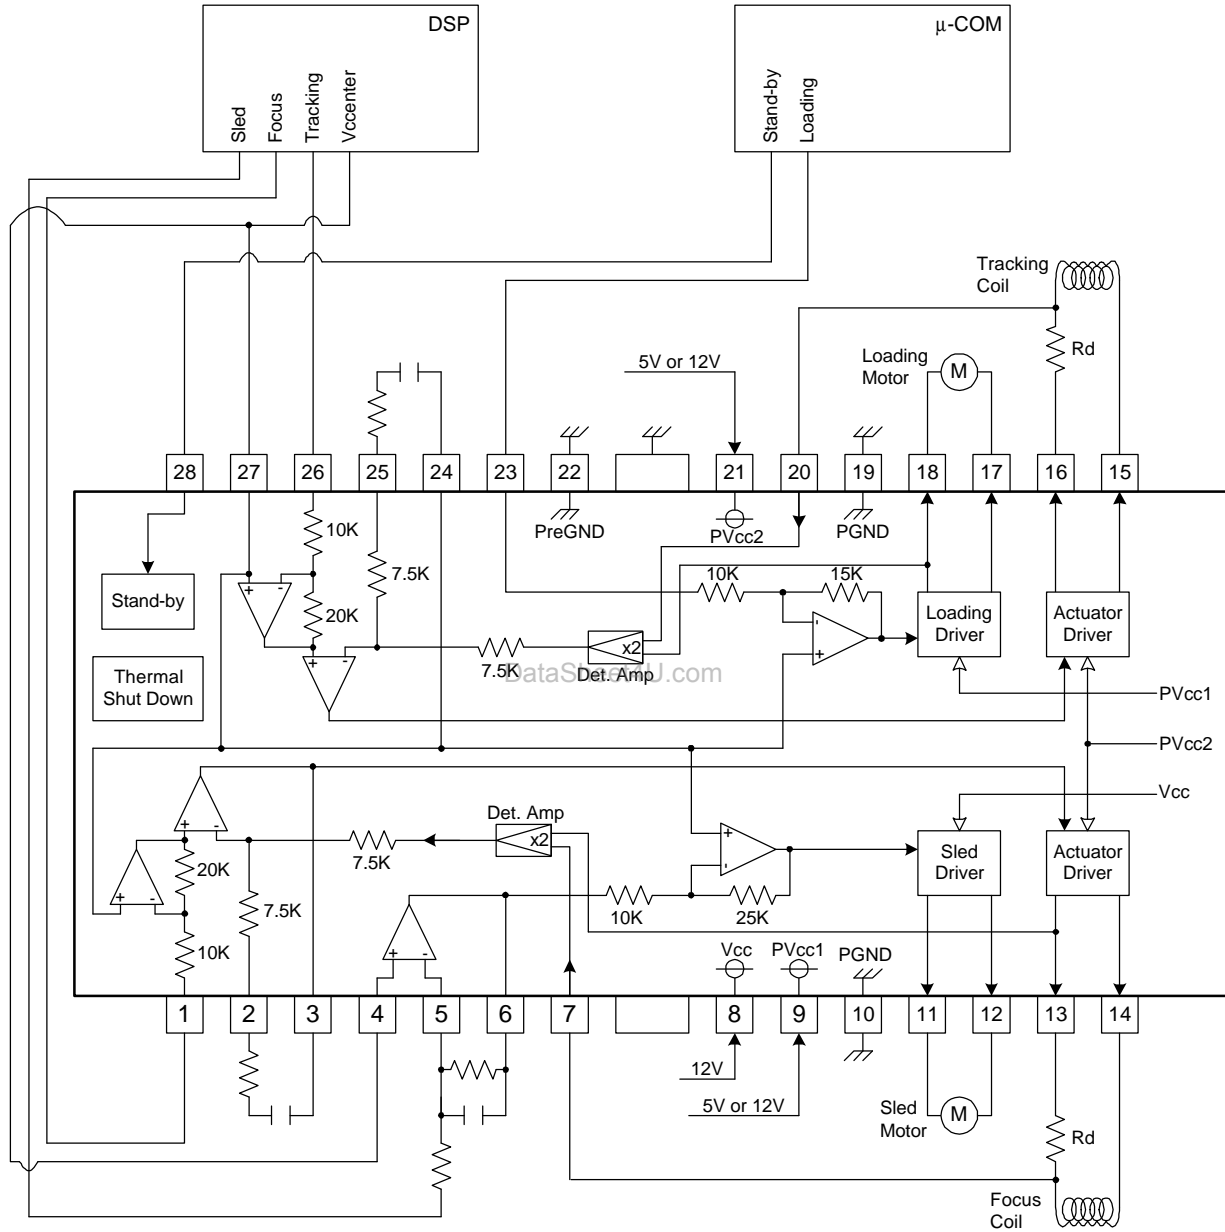 DSP
μ-COM
Sled
Focus
Tracking
Vccenter
Stand-by
Loading
Tracking
Coil
Rd
5V or 12V
Loading
Motor
M
28
27
26
25
24
23
22
21
20
19
18
17
16
15
PreGND
PVcc2
PGND
10K
7.5K
20K
+
-
+
-
Stand-by
Thermal
Shut Down
7.5K
x2
Det. Amp
DataSheet4U.com
10K
15K
-
+
Loading
Driver
Actuator
Driver
PVcc1
PVcc2
Vcc
Det. Amp
x2
7.5K
+
-
20K
+
-
7.5K
10K
+
-
+
-
10K
25K
Sled
Driver
Actuator
Driver
Vcc
PVcc1
PGND
1
2
3
4
5
6
7
8
9
10
11
12
13
14
12V
5V or 12V
Sled
Motor
M
Rd
Focus
Coil